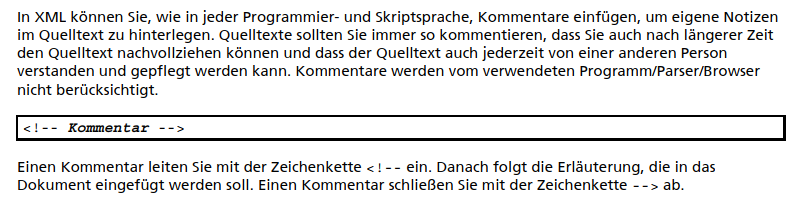 In XML können Sie, wie in jeder Programmier- und Skriptsprache, Kommentare einfügen, um eigene Notizen
im Quelltext zu hinterlegen. Quelltexte sollten Sie immer so kommentieren, dass Sie auch nach längerer Zeit
den Quelltext nachvollziehen können und dass der Quelltext auch jederzeit von einer anderen Person
verstanden und gepflegt werden kann. Kommentare werden vom verwendeten Programm/Parser/Browser
nicht berücksichtigt.
<!-- Kommentar -->
Einen Kommentar leiten Sie mit der Zeichenkette <!-- ein. Danach folgt die Erläuterung, die in das
Dokument eingefügt werden soll. Einen Kommentar schließen Sie mit der Zeichenkette --> ab.